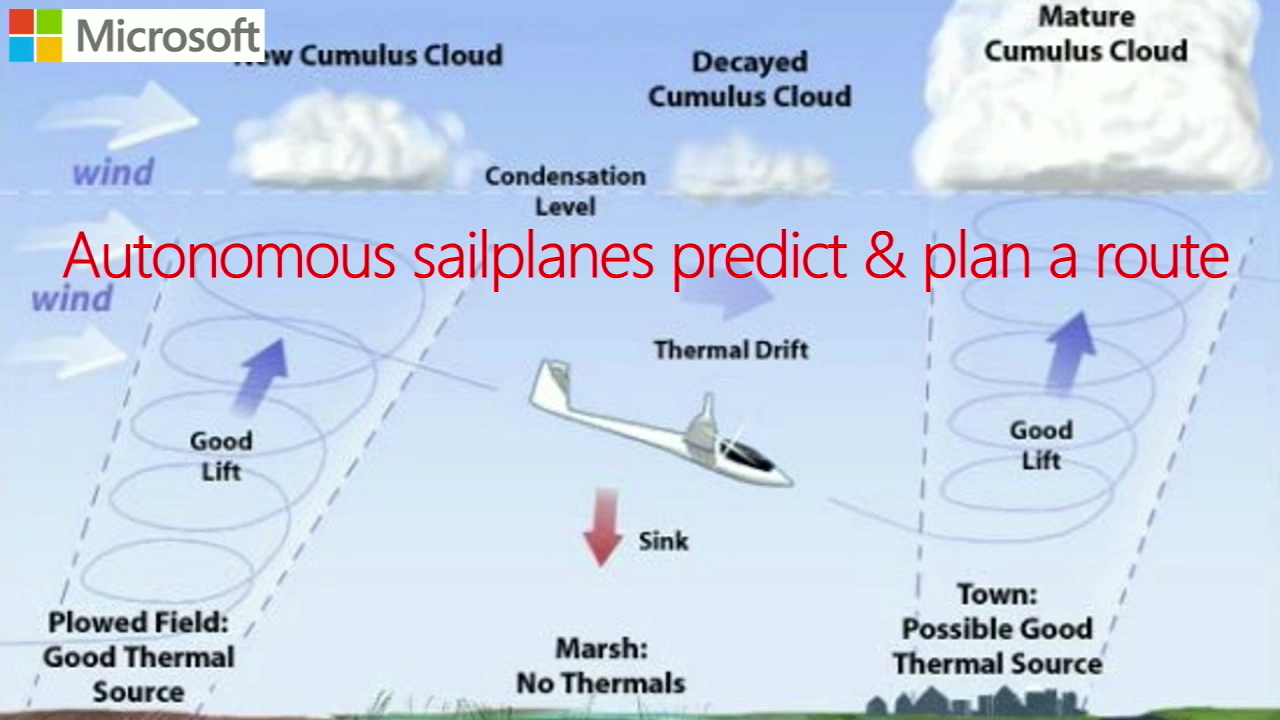 Microsoft
New Cumulus Cloud
Decayed
Cumulus Cloud
Mature
Cumulus Cloud
wind
Condensation
Level
Autonomous sailplanes predict & plan a route
wind
Thermal Drift
Good
Lift
Good
Lift
Sink
Plowed Field:
Good Thermal
Source
Marsh:
No Thermals
Town:
Possible Good
Thermal Source